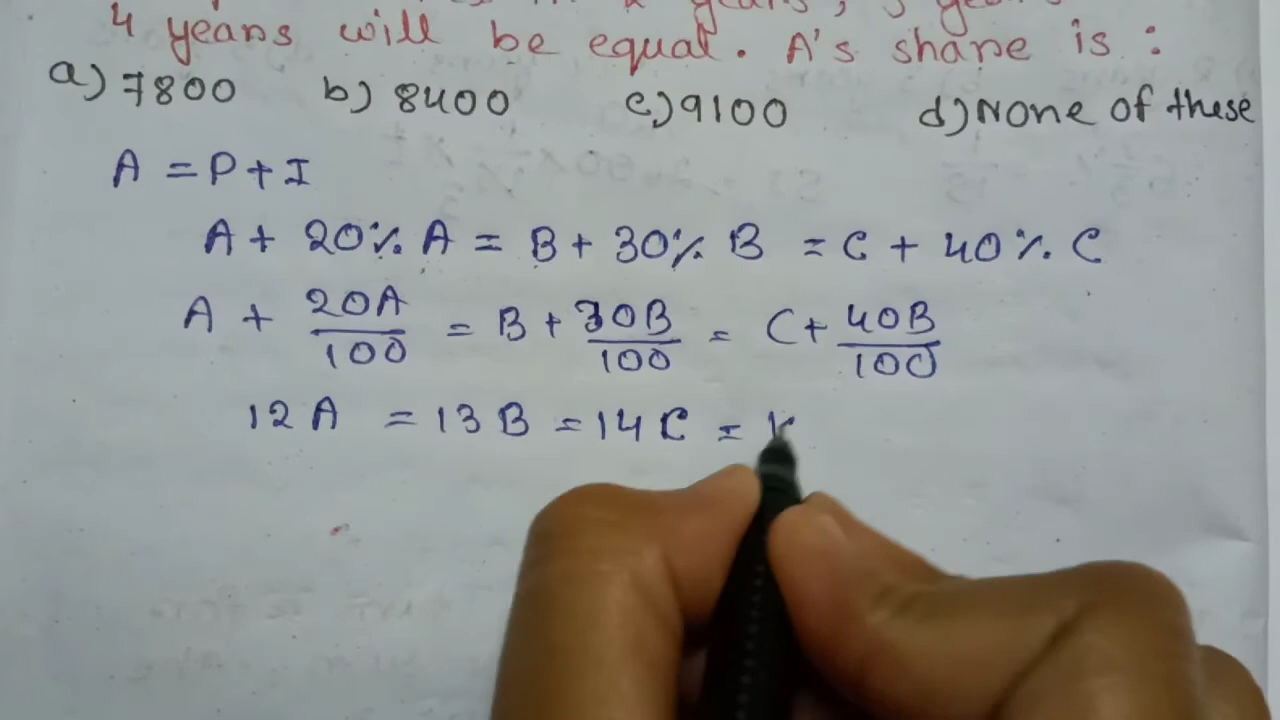 4 years will be equal. A's share is :
a) 7800 b) 8400 c) 9100 d) None of these
A = P + I
A + 20% A = B + 30% B = C + 40% C
A + 20A/100 = B + 30B/100 = C + 40B/100
12 A = 13 B = 14 C =